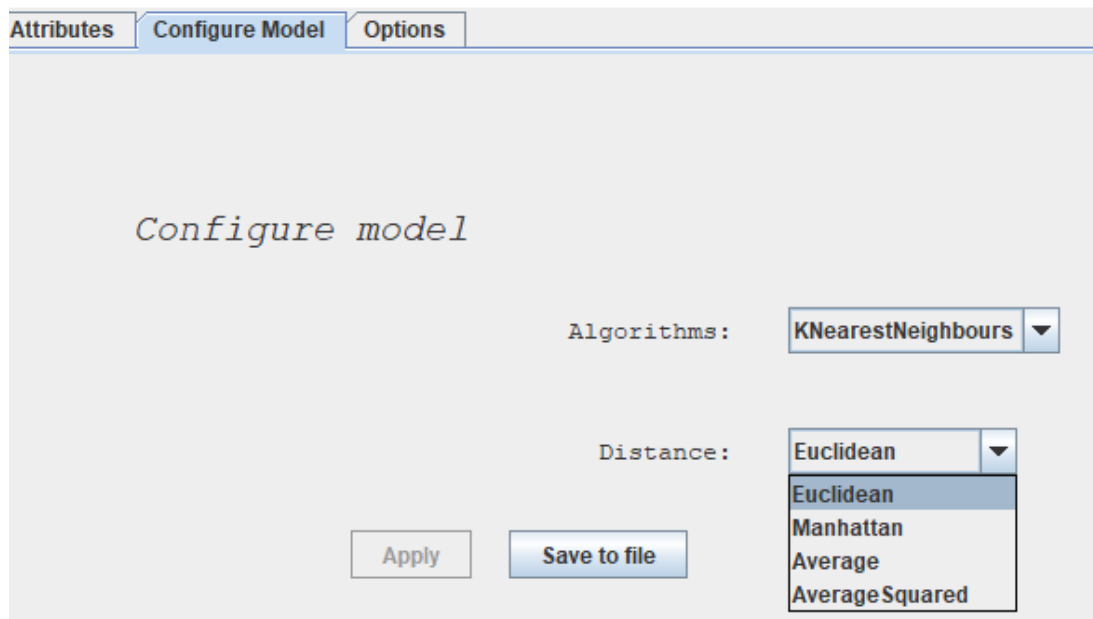 Attributes Configure Model Options
Configure model
Algorithms: KNearestNeighbours
Distance: Euclidean
Euclidean
Manhattan
Average
AverageSquared
Apply Save to file